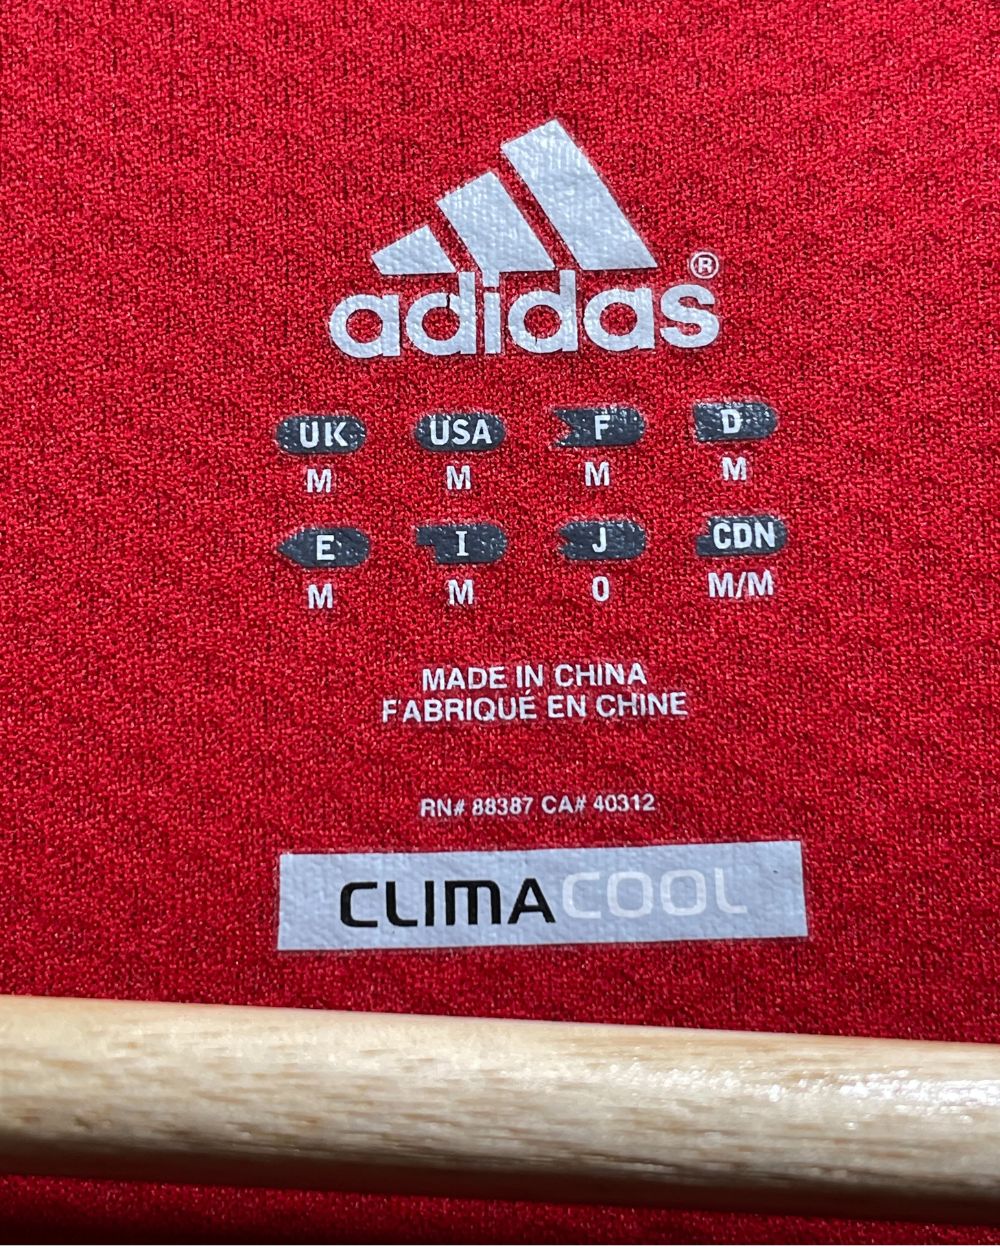 adidas®
UK USA F D
M M M M
E I J CDN
M M O M/M
MADE IN CHINA
FABRIQUÉ EN CHINE
RN# 88387 CA# 40312
CLIMACOOL